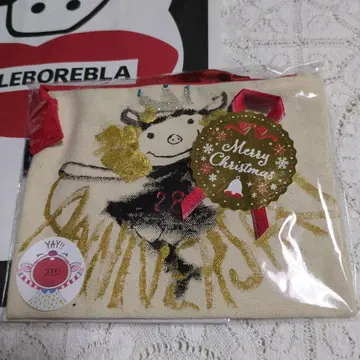 LEBOREBLA
Merry
Christmas
28
ANNIVERSARY
YAY!!